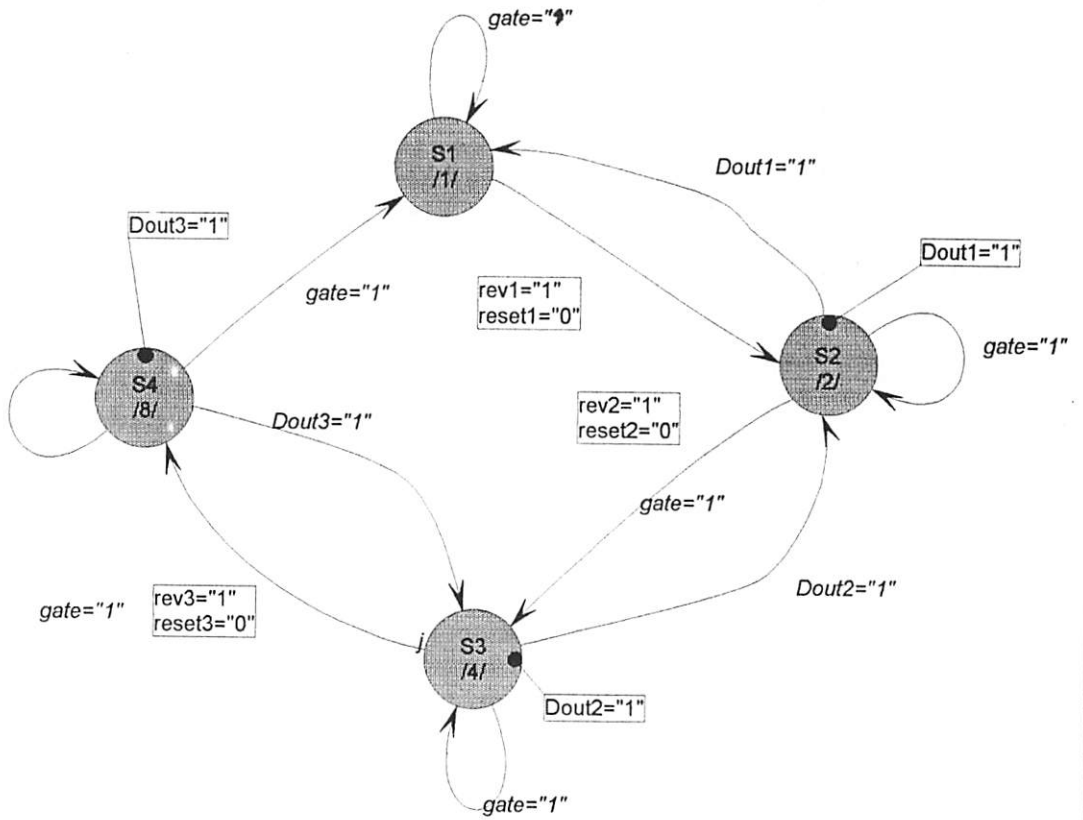 gate="1"
S1
/1/
Dout1="1"
Dout3="1"
Dout1="1"
gate="1"
rev1="1"
reset1="0"
gate="1"
S2
/2/
S4
/8/
Dout3="1"
rev2="1"
reset2="0"
gate="1"
Dout2="1"
gate="1"
rev3="1"
reset3="0"
j
S3
/4/
Dout2="1"
gate="1"